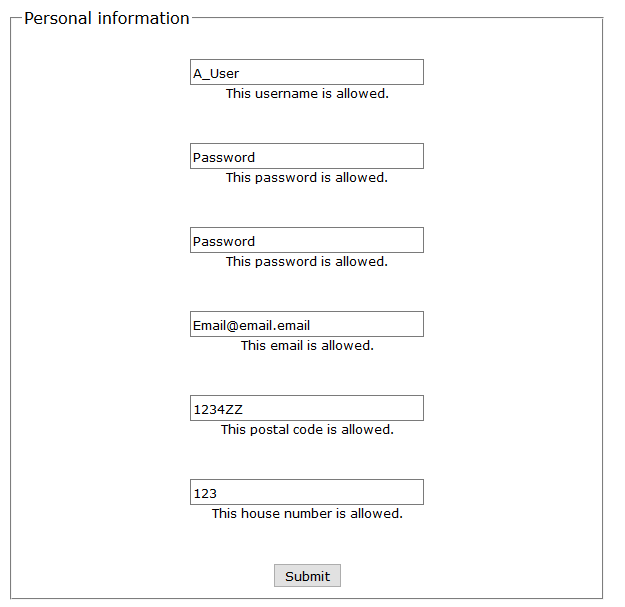 Personal information
A_User
This username is allowed.
Password
This password is allowed.
Password
This password is allowed.
Email@email.email
This email is allowed.
1234ZZ
This postal code is allowed.
123
This house number is allowed.
Submit